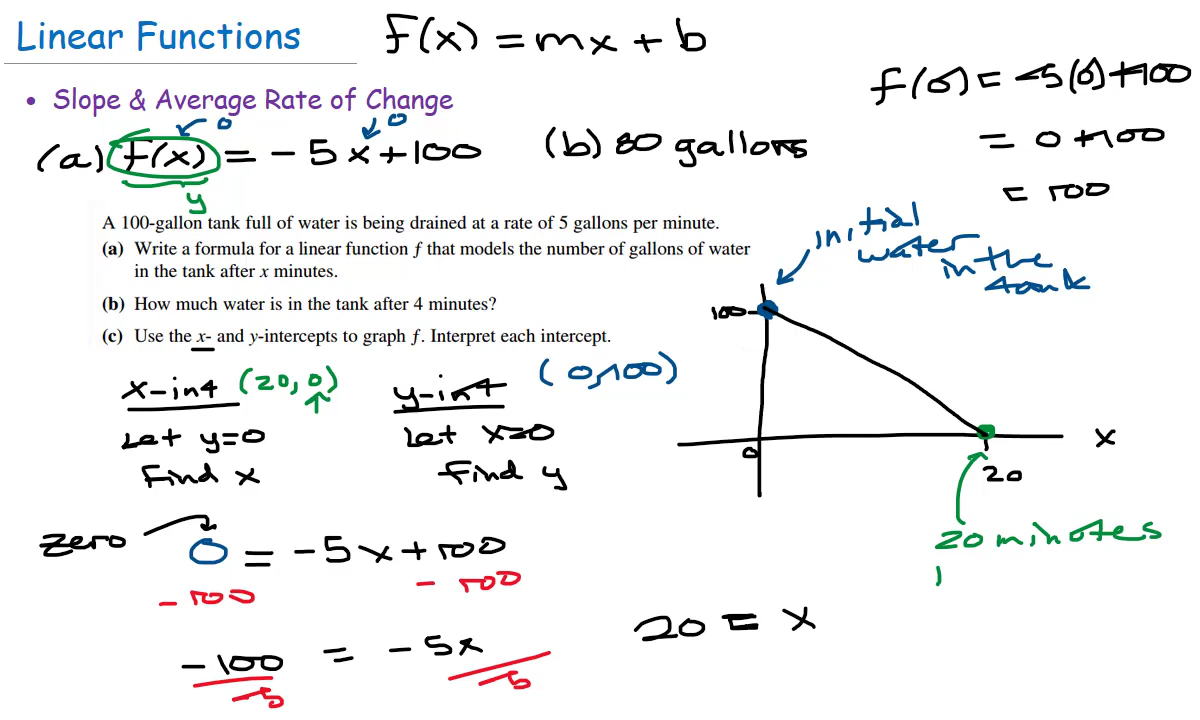 Linear Functions
F(x) = mx + b
• Slope & Average Rate of Change
f(0) = -5(0)+100
= 0 +100
= 100
0
0
(a) f(x) = -5x+100
y
(b) 80 gallons
A 100-gallon tank full of water is being drained at a rate of 5 gallons per minute.
(a) Write a formula for a linear function f that models the number of gallons of water
in the tank after x minutes.
(b) How much water is in the tank after 4 minutes?
(c) Use the x- and y-intercepts to graph f. Interpret each intercept.
initial
water
in the
tank
100
0
20
x
20 minutes
x-int (20, 0)
Let y=0
Find x
y-int (0,100)
Let x=0
Find y
zero
0 = -5x+100
-100 -100
-100 = -5x
-5 -5
20 = x